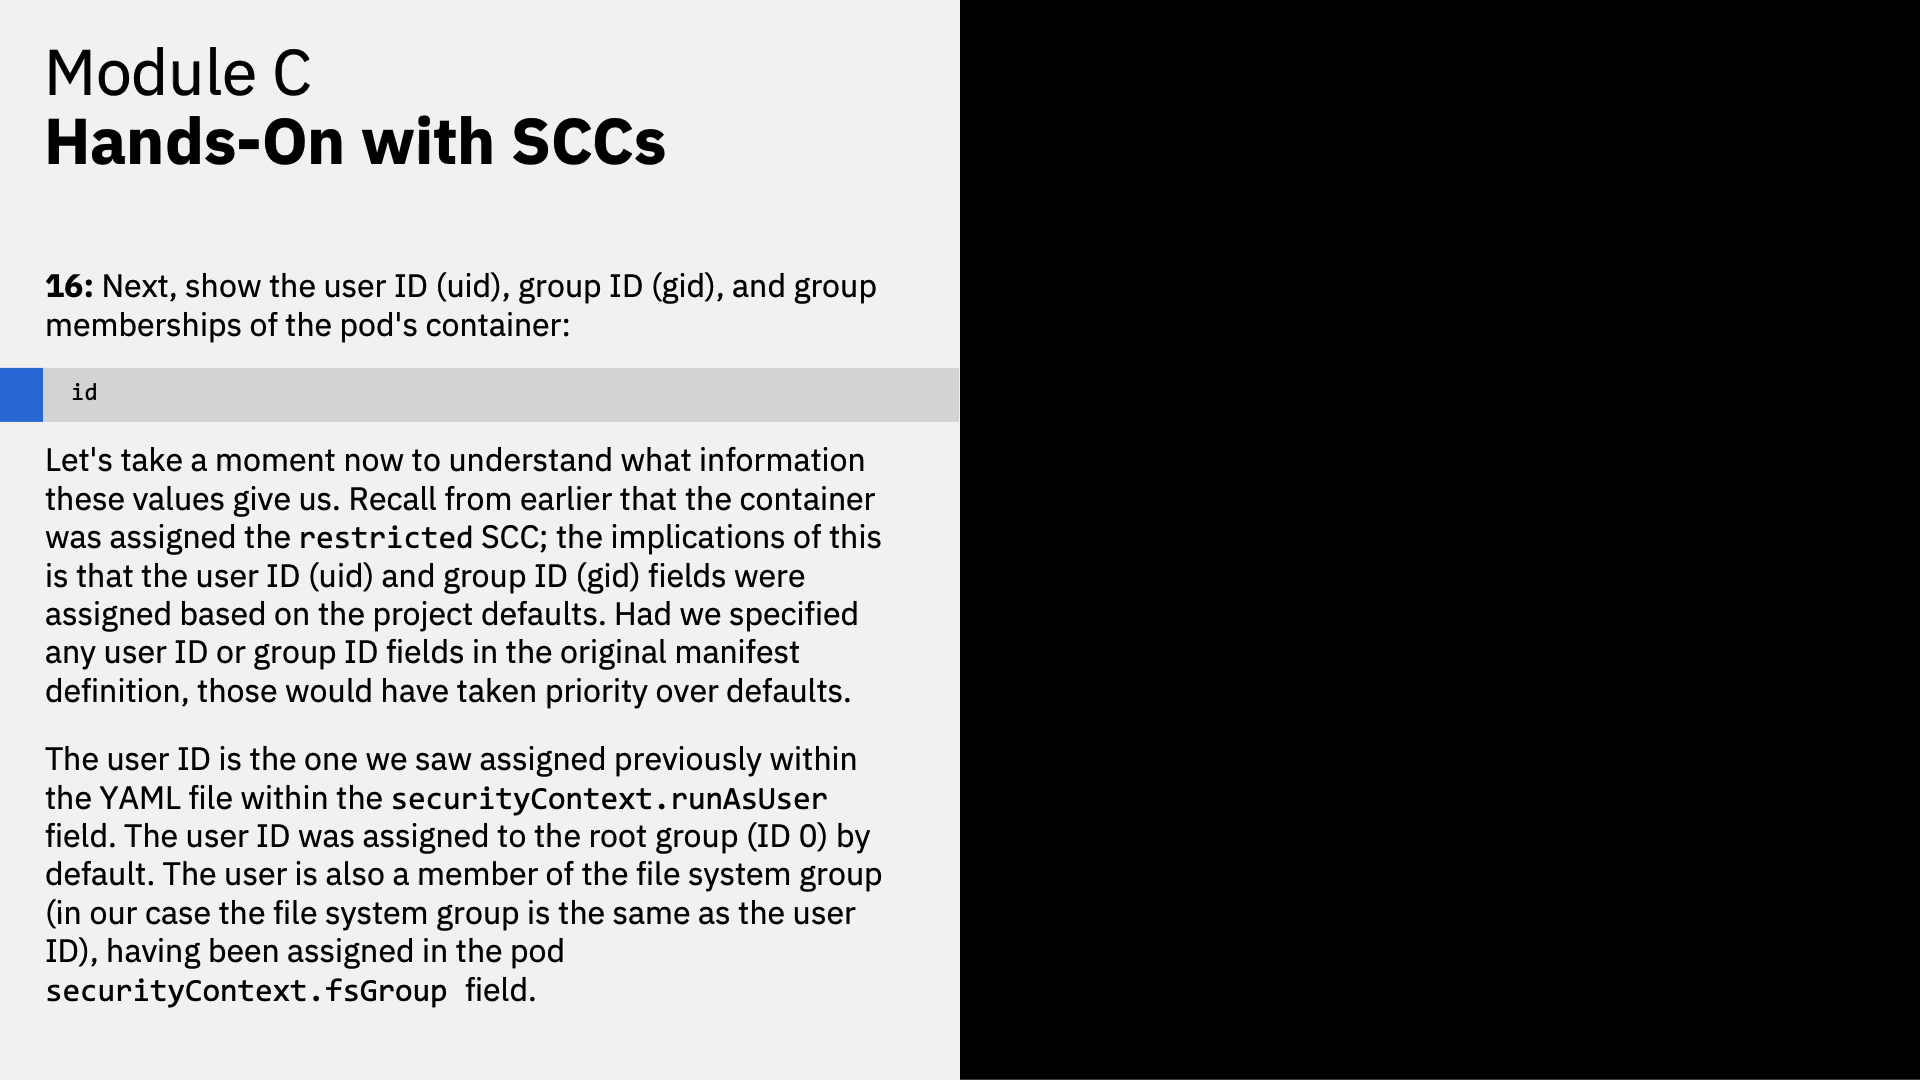 Module C
Hands-On with SCCs
16: Next, show the user ID (uid), group ID (gid), and group
memberships of the pod's container:
id
Let's take a moment now to understand what information
these values give us. Recall from earlier that the container
was assigned the restricted SCC; the implications of this
is that the user ID (uid) and group ID (gid) fields were
assigned based on the project defaults. Had we specified
any user ID or group ID fields in the original manifest
definition, those would have taken priority over defaults.
The user ID is the one we saw assigned previously within
the YAML file within the securityContext.runAsUser
field. The user ID was assigned to the root group (ID 0) by
default. The user is also a member of the file system group
(in our case the file system group is the same as the user
ID), having been assigned in the pod
securityContext.fsGroup field.